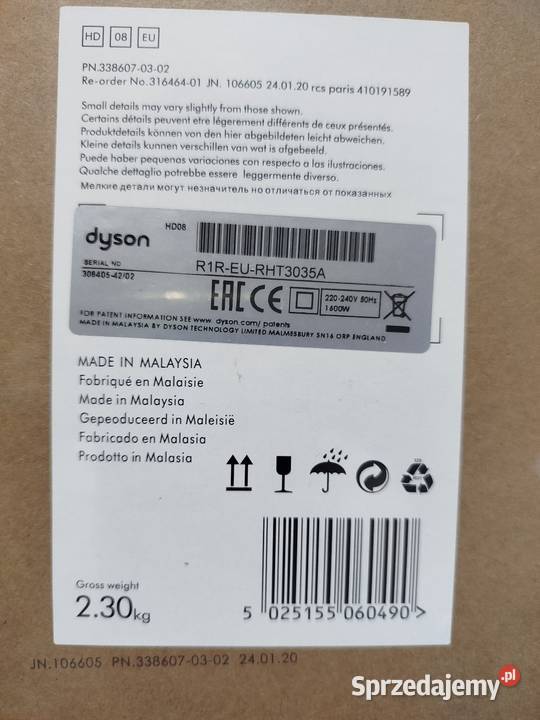 HD 08 EU
PN.338607-03-02
Re-order No.316464-01 JN. 106605 24.01.20 rcs paris 410191589
Small details may vary slightly from those shown.
Certains détails peuvent etre légerement différents de ceux présentés.
Produktdetails können von den hier abgebildeten leicht abweichen.
Kleine details kunnen verschillen van wat is afgebeeld.
Puede haber pequenas variaciones con respecto a las ilustraciones.
Qualche dettaglio potrebbe essere leggermente diverso.
Мелкие детали могут незначитель но отличаться от показанных
dyson HD08
SERIAL NO
R1R-EU-RHT3035A
308405-42/02
EAC CE 220-240V 50Hz
1600W
FOR PATENT INFORMATION SEE www. dyson.com/patents
MADE IN MALAYSIA BY DYSON TECHNOLOGY LIMITED MALMESBURY SN16 ORP ENGLAND
MADE IN MALAYSIA
Fabriqué en Malaisie
Made in Malaysia
Gepeoduceerd in Maleisië
Fabricado en Malasia
Prodotto in Malasia
Gross weight
2.30kg
5 025155 060490 >
JN.106605 PN.338607-03-02 24.01.20
Sprzedajemy.pl